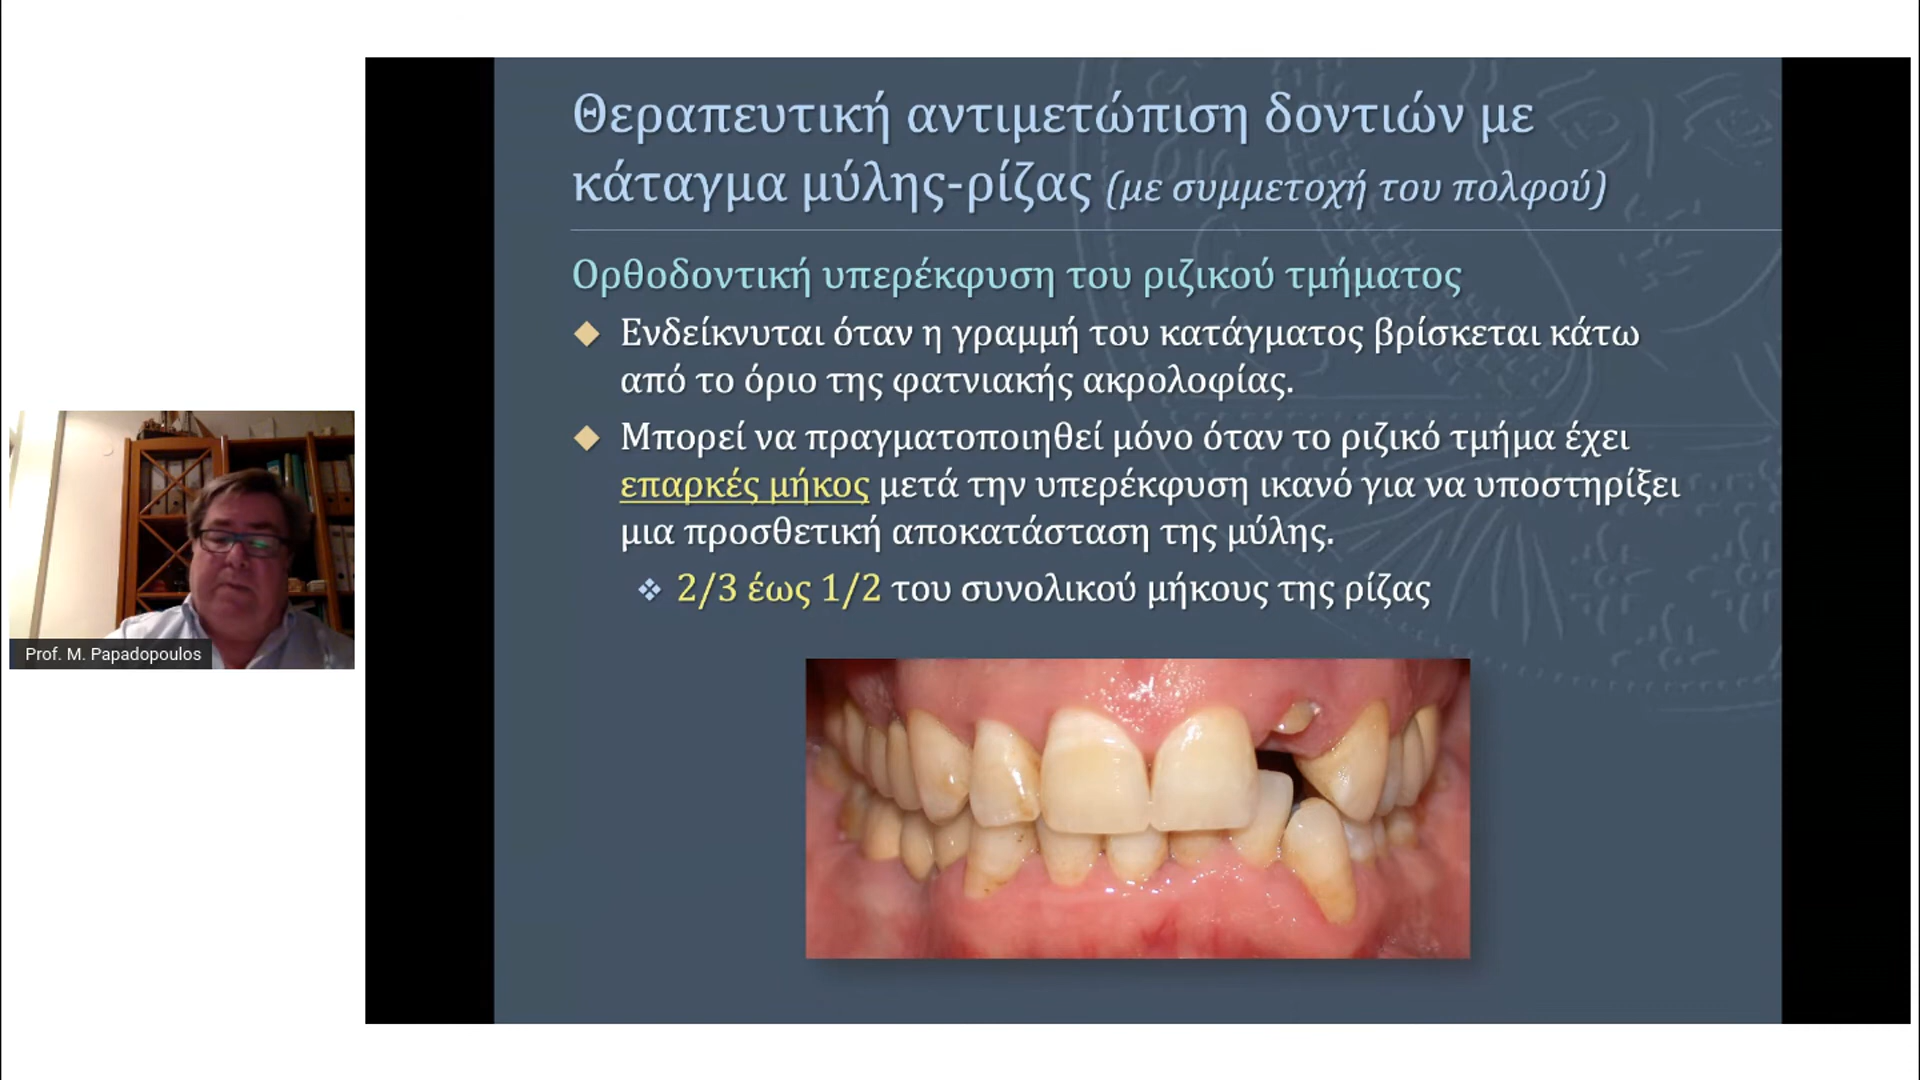 Θεραπευτική αντιμετώπιση δοντιών με
κάταγμα μύλης-ρίζας (με συμμετοχή του πολφού)
Ορθοδοντική υπερέκφυση του ριζικού τμήματος
Ενδείκνυται όταν η γραμμή του κατάγματος βρίσκεται κάτω
από το όριο της φατνιακής ακρολοφίας.
Μπορεί να πραγματοποιηθεί μόνο όταν το ριζικό τμήμα έχει
επαρκές μήκος μετά την υπερέκφυση ικανό για να υποστηρίξει
μια προσθετική αποκατάσταση της μύλης.
2/3 έως 1/2 του συνολικού μήκους της ρίζας
Prof. M. Papadopoulos